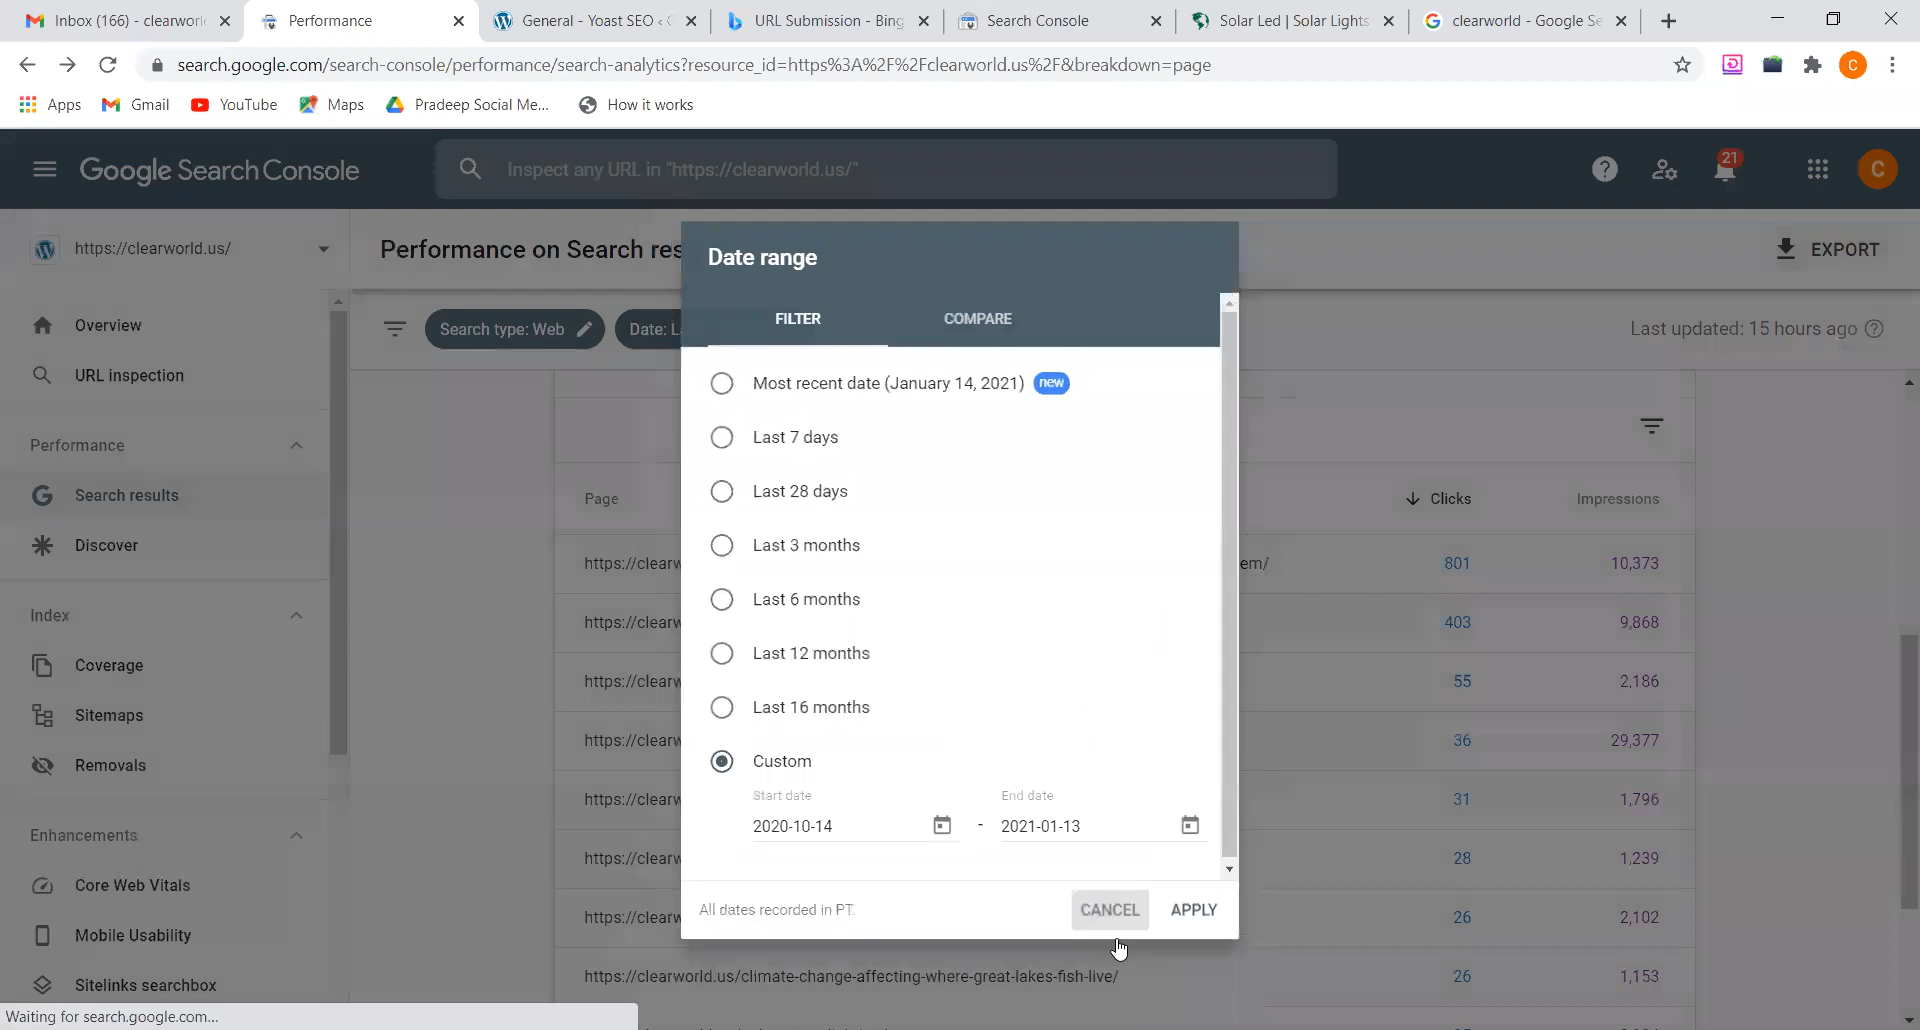 Inbox (166) - clearworl
Performance
General - Yoast SEO ‹ C
URL Submission - Bing
Search Console
Solar Led | Solar Lights
clearworld - Google Se
search.google.com/search-console/performance/search-analytics?resource_id=https%3A%2F%2Fclearworld.us%2F&breakdown=page
C
Apps
Gmail
YouTube
Maps
Pradeep Social Me...
How it works
Google Search Console
Inspect any URL in "https://clearworld.us/"
21
C
https://clearworld.us/
Performance on Search res
EXPORT
Date range
Search type: Web
Date: L
Last updated: 15 hours ago
FILTER
COMPARE
Overview
URL inspection
Performance
Search results
Discover
Index
Coverage
Sitemaps
Removals
Enhancements
Core Web Vitals
Mobile Usability
Sitelinks searchbox
Most recent date (January 14, 2021) new
Last 7 days
Last 28 days
Last 3 months
Last 6 months
Last 12 months
Last 16 months
Custom
Start date
End date
2020-10-14 - 2021-01-13
All dates recorded in PT.
CANCEL
APPLY
Page
Clicks
Impressions
https://clearw em/ 801 10,373
https://clearw 403 9,868
https://clearw 55 2,186
https://clearw 36 29,377
https://clearw 31 1,796
https://clearw 28 1,239
https://clearw 26 2,102
https://clearworld.us/climate-change-affecting-where-great-lakes-fish-live/ 26 1,153
Waiting for search.google.com...